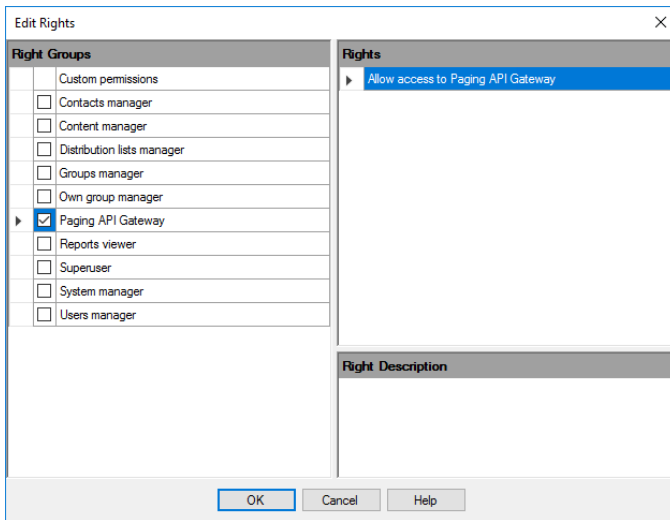 Edit Rights
Right Groups
Custom permissions
Contacts manager
Content manager
Distribution lists manager
Groups manager
Own group manager
Paging API Gateway
Reports viewer
Superuser
System manager
Users manager
Rights
Allow access to Paging API Gateway
Right Description
OK
Cancel
Help